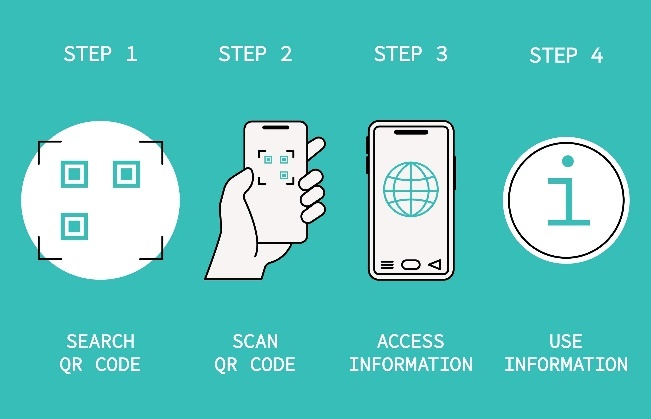 STEP 1
STEP 2
STEP 3
STEP 4
i
SEARCH
QR CODE
SCAN
QR CODE
ACCESS
INFORMATION
USE
INFORMATION